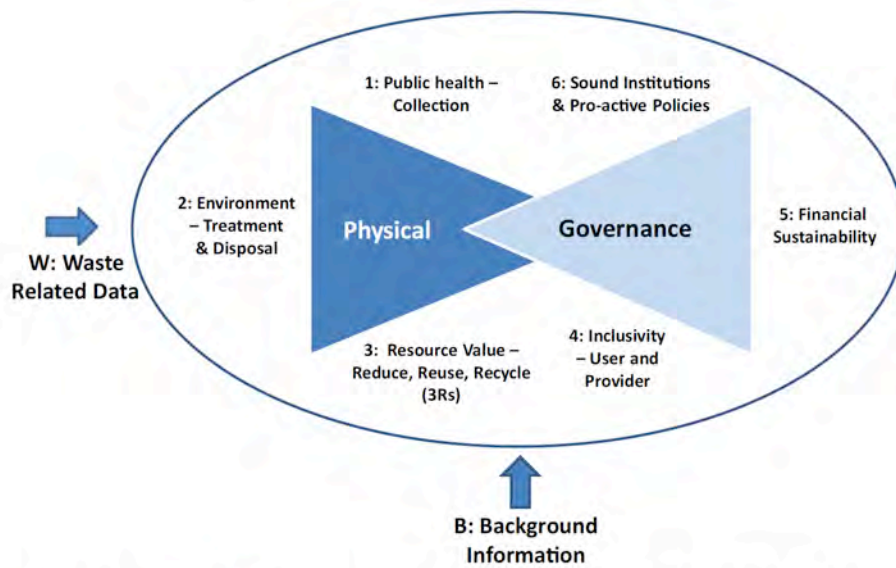 1: Public health –
Collection
6: Sound Institutions
& Pro-active Policies
2: Environment
– Treatment
& Disposal
Physical
Governance
5: Financial
Sustainability
W: Waste
Related Data
3:  Resource Value –
Reduce, Reuse, Recycle
(3Rs)
4: Inclusivity
– User and
Provider
B: Background
Information